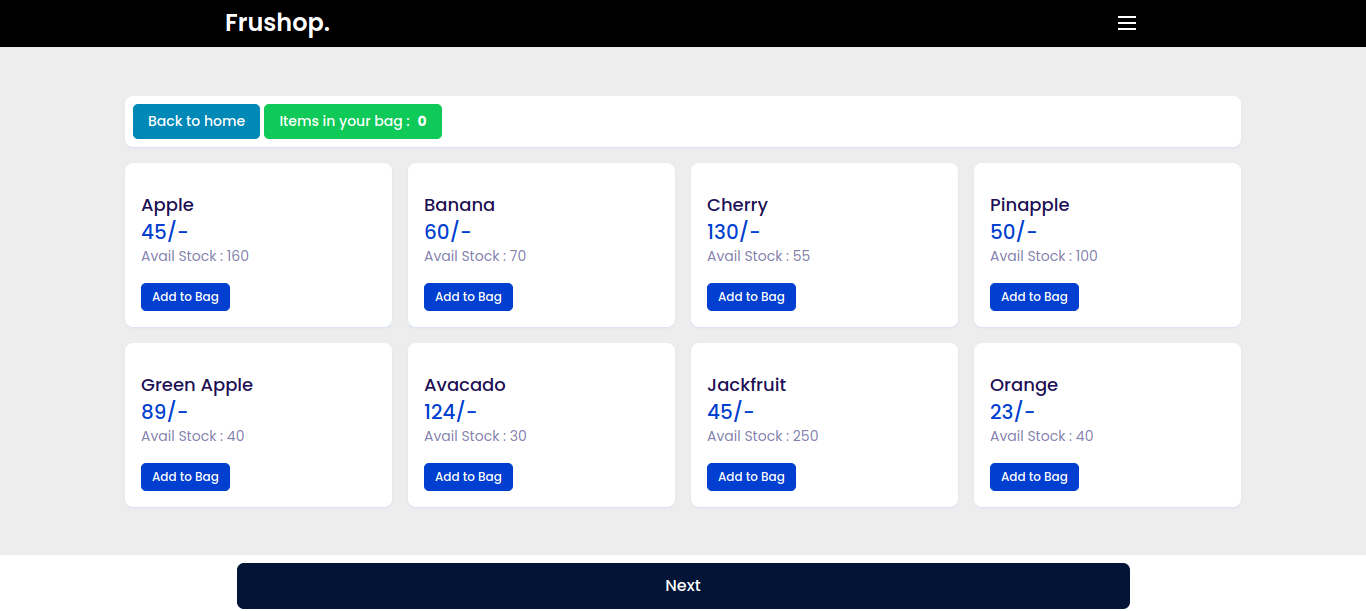 Frushop.
Back to home
Items in your bag : 0
Apple
45/-
Avail Stock : 160
Add to Bag
Banana
60/-
Avail Stock : 70
Add to Bag
Cherry
130/-
Avail Stock : 55
Add to Bag
Pinapple
50/-
Avail Stock : 100
Add to Bag
Green Apple
89/-
Avail Stock : 40
Add to Bag
Avacado
124/-
Avail Stock : 30
Add to Bag
Jackfruit
45/-
Avail Stock : 250
Add to Bag
Orange
23/-
Avail Stock : 40
Add to Bag
Next